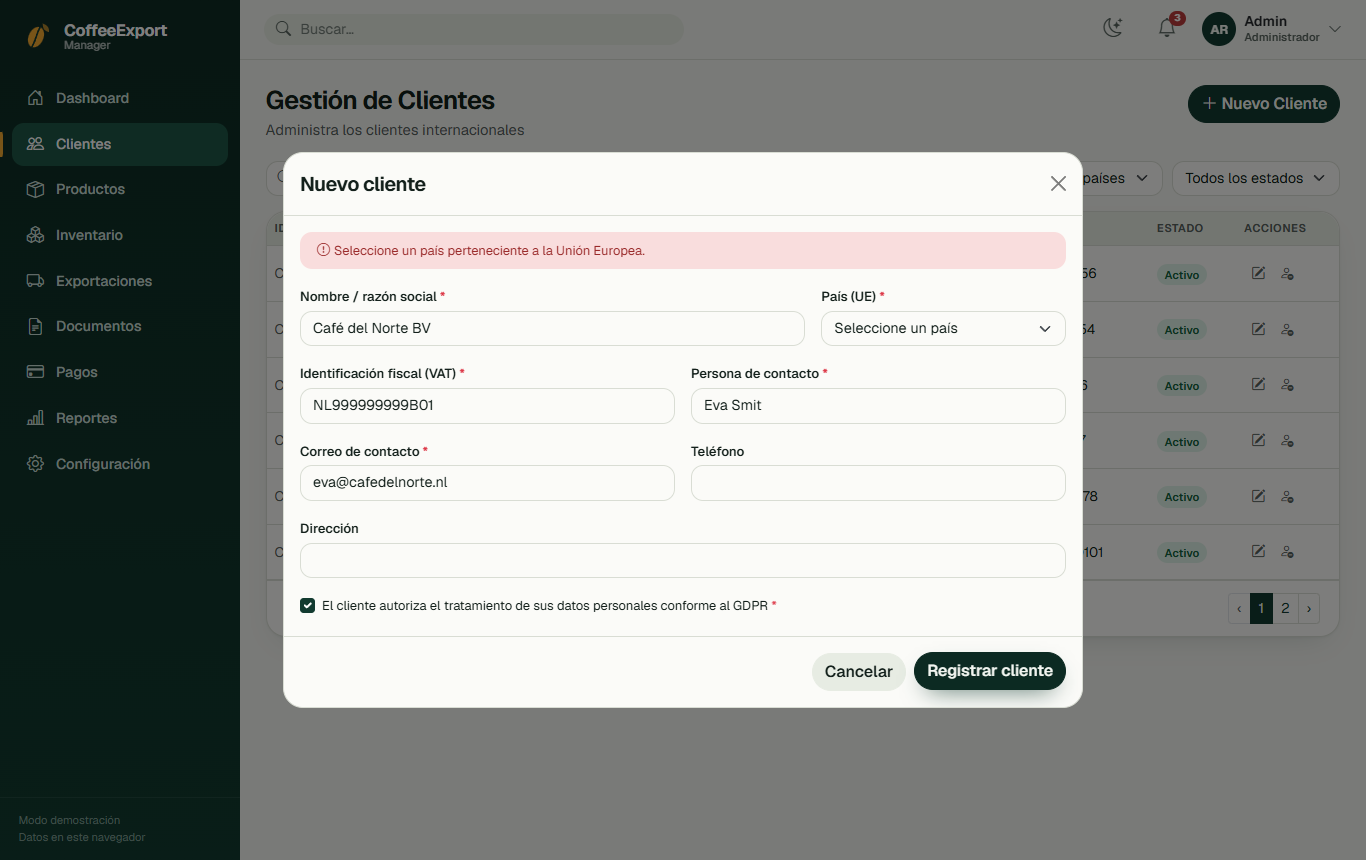 CoffeeExport
Manager
Buscar...
3
AR
Admin
Administrador
Dashboard
Clientes
Productos
Inventario
Exportaciones
Documentos
Pagos
Reportes
Configuración
Modo demostración
Datos en este navegador
Gestión de Clientes
Administra los clientes internacionales
+ Nuevo Cliente
países
Todos los estados
ESTADO
ACCIONES
Activo
Activo
Activo
Activo
78
Activo
101
Activo
‹ 1 2 ›
Nuevo cliente
Seleccione un país perteneciente a la Unión Europea.
Nombre / razón social *
País (UE) *
Café del Norte BV
Seleccione un país
Identificación fiscal (VAT) *
Persona de contacto *
NL999999999B01
Eva Smit
Correo de contacto *
Teléfono
eva@cafedelnorte.nl
Dirección
El cliente autoriza el tratamiento de sus datos personales conforme al GDPR *
Cancelar
Registrar cliente